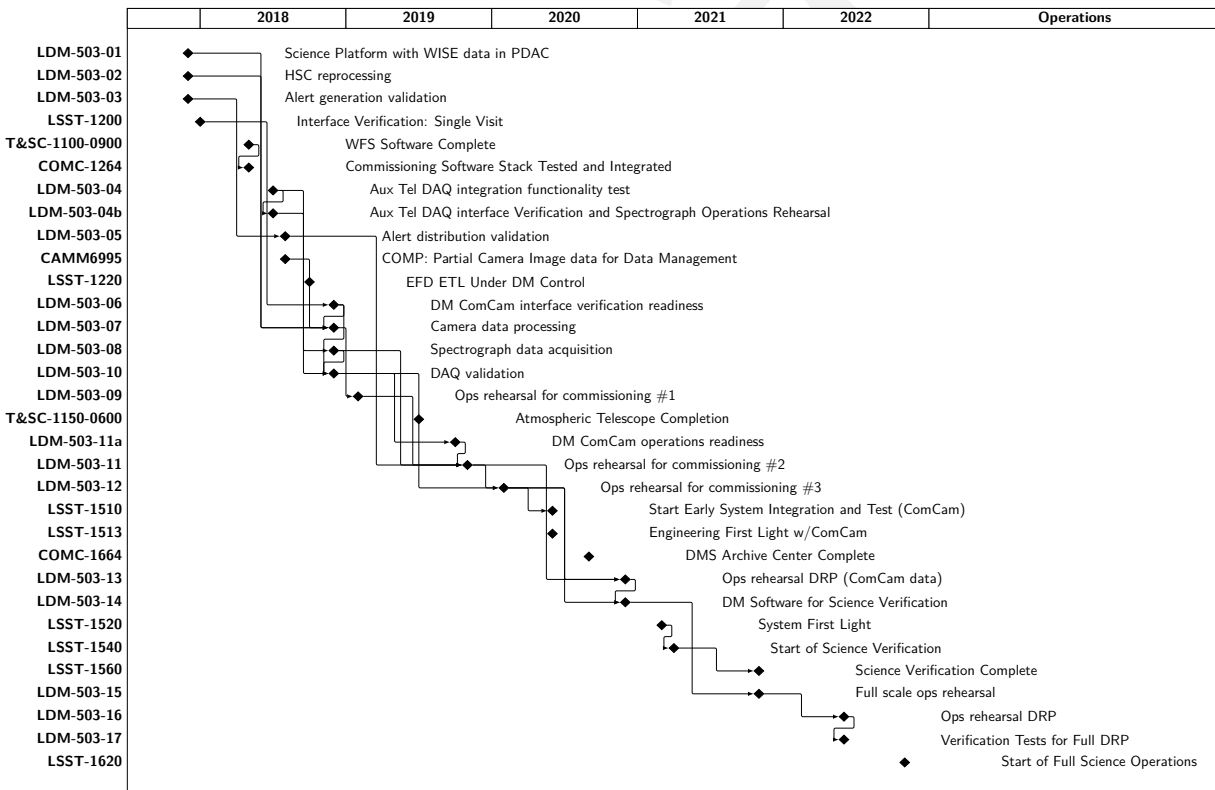 2018 2019 2020 2021 2022 Operations
LDM-503-01 Science Platform with WISE data in PDAC
LDM-503-02 HSC reprocessing
LDM-503-03 Alert generation validation
LSST-1200 Interface Verification: Single Visit
T&SC-1100-0900 WFS Software Complete
COMC-1264 Commissioning Software Stack Tested and Integrated
LDM-503-04 Aux Tel DAQ integration functionality test
LDM-503-04b Aux Tel DAQ interface Verification and Spectrograph Operations Rehearsal
LDM-503-05 Alert distribution validation
CAMM6995 COMP: Partial Camera Image data for Data Management
LSST-1220 EFD ETL Under DM Control
LDM-503-06 DM ComCam interface verification readiness
LDM-503-07 Camera data processing
LDM-503-08 Spectrograph data acquisition
LDM-503-10 DAQ validation
LDM-503-09 Ops rehearsal for commissioning #1
T&SC-1150-0600 Atmospheric Telescope Completion
LDM-503-11a DM ComCam operations readiness
LDM-503-11 Ops rehearsal for commissioning #2
LDM-503-12 Ops rehearsal for commissioning #3
LSST-1510 Start Early System Integration and Test (ComCam)
LSST-1513 Engineering First Light w/ComCam
COMC-1664 DMS Archive Center Complete
LDM-503-13 Ops rehearsal DRP (ComCam data)
LDM-503-14 DM Software for Science Verification
LSST-1520 System First Light
LSST-1540 Start of Science Verification
LSST-1560 Science Verification Complete
LDM-503-15 Full scale ops rehearsal
LDM-503-16 Ops rehearsal DRP
LDM-503-17 Verification Tests for Full DRP
LSST-1620 Start of Full Science Operations